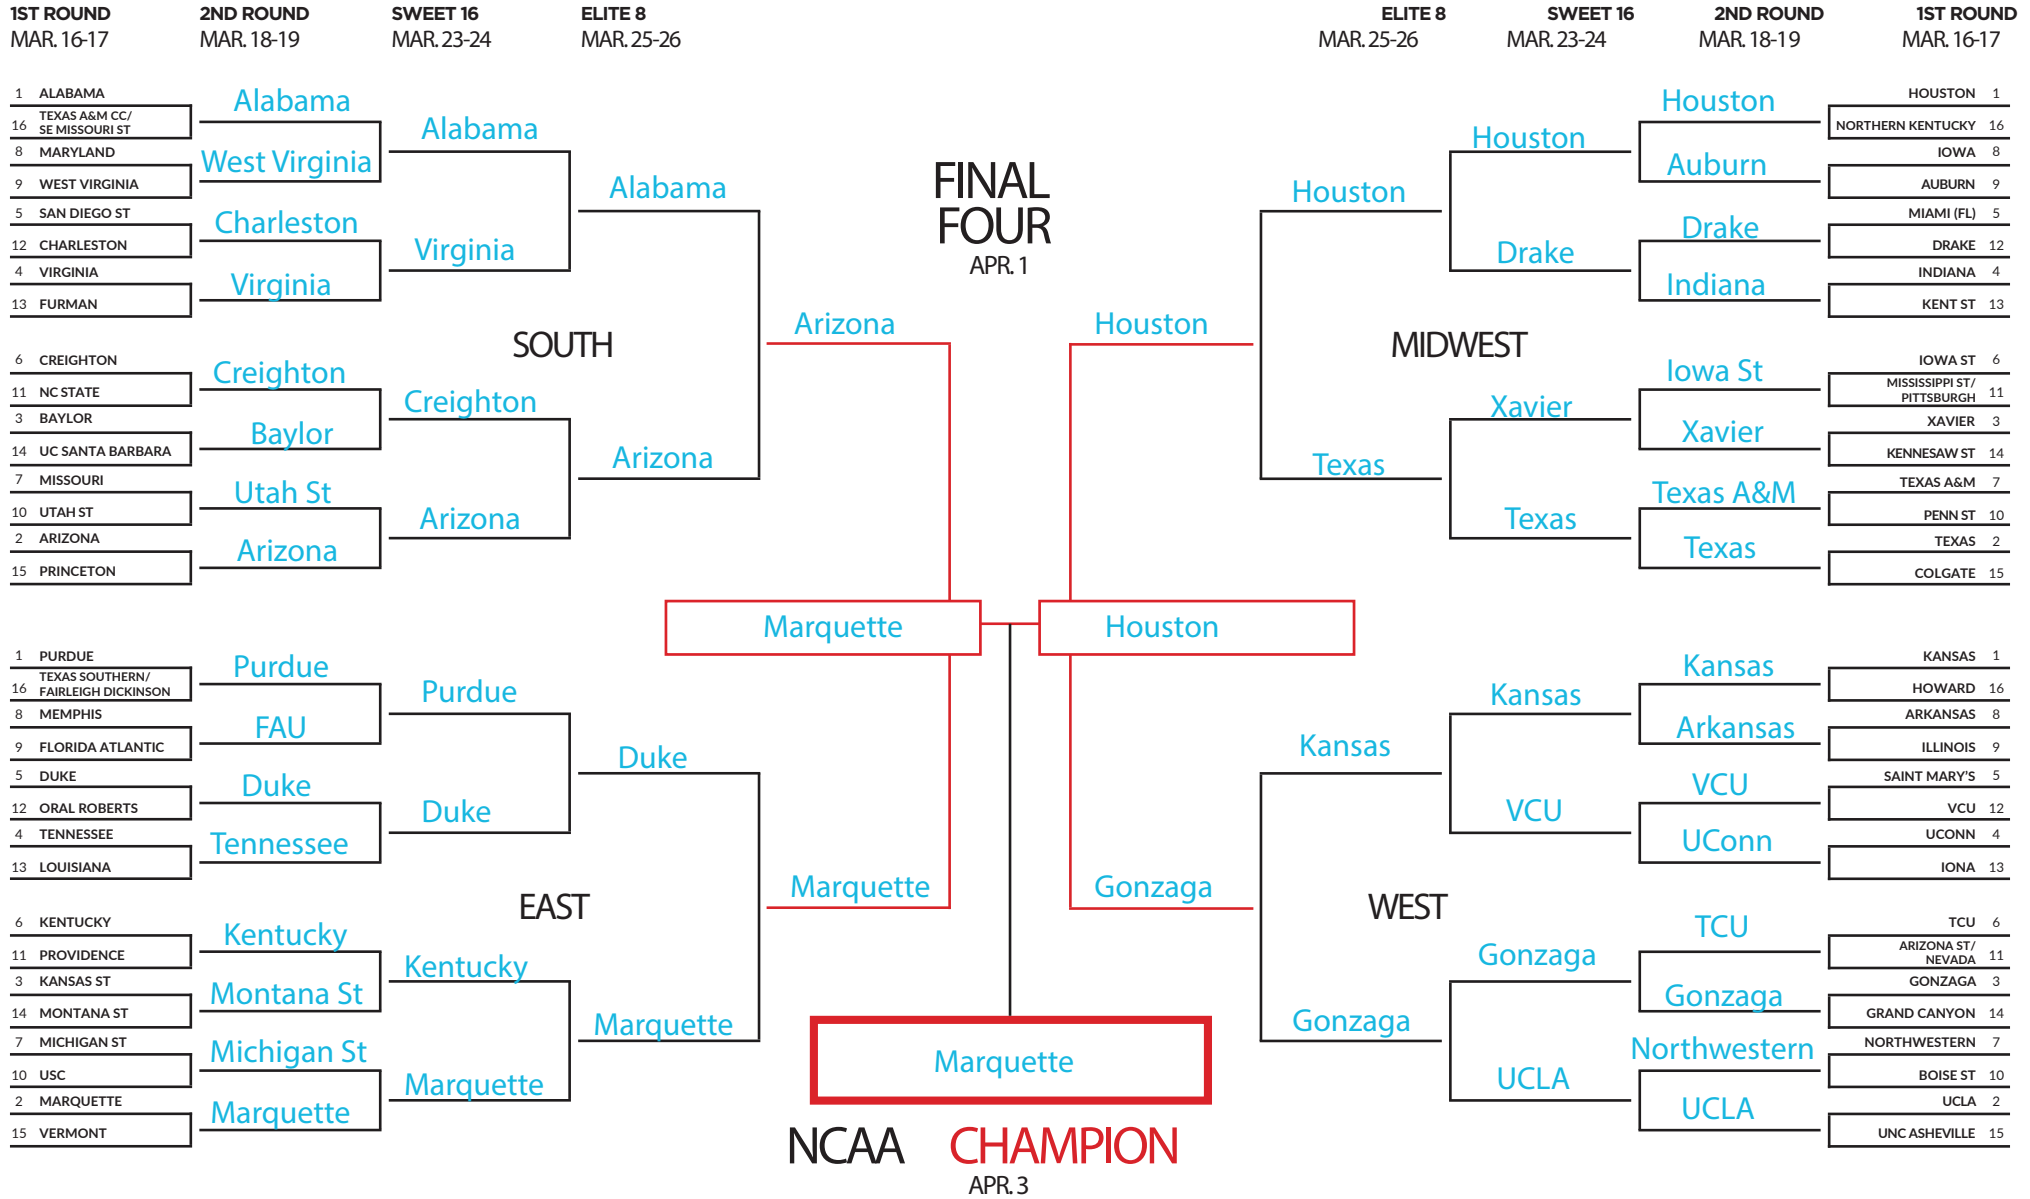 1ST ROUND
MAR. 16-17
2ND ROUND
MAR. 18-19
SWEET 16
MAR. 23-24
ELITE 8
MAR. 25-26
ELITE 8
MAR. 25-26
SWEET 16
MAR. 23-24
2ND ROUND
MAR. 18-19
1ST ROUND
MAR. 16-17
1 ALABAMA
16 TEXAS A&M CC/
SE MISSOURI ST
8 MARYLAND
9 WEST VIRGINIA
5 SAN DIEGO ST
12 CHARLESTON
4 VIRGINIA
13 FURMAN
6 CREIGHTON
11 NC STATE
3 BAYLOR
14 UC SANTA BARBARA
7 MISSOURI
10 UTAH ST
2 ARIZONA
15 PRINCETON
Alabama
West Virginia
Charleston
Virginia
Creighton
Baylor
Utah St
Arizona
Alabama
Virginia
Creighton
Arizona
Alabama
Arizona
SOUTH
Arizona
1 PURDUE
16 TEXAS SOUTHERN/
FAIRLEIGH DICKINSON
8 MEMPHIS
9 FLORIDA ATLANTIC
5 DUKE
12 ORAL ROBERTS
4 TENNESSEE
13 LOUISIANA
6 KENTUCKY
11 PROVIDENCE
3 KANSAS ST
14 MONTANA ST
7 MICHIGAN ST
10 USC
2 MARQUETTE
15 VERMONT
Purdue
FAU
Duke
Tennessee
Kentucky
Montana St
Michigan St
Marquette
Purdue
Duke
Kentucky
Marquette
Duke
Marquette
EAST
Marquette
FINAL
FOUR
APR. 1
Marquette
Houston
Marquette
NCAA CHAMPION
APR. 3
Houston
MIDWEST
Houston
Texas
Houston
Drake
Xavier
Texas
Houston
Auburn
Drake
Indiana
Iowa St
Xavier
Texas A&M
Texas
HOUSTON 1
NORTHERN KENTUCKY 16
IOWA 8
AUBURN 9
MIAMI (FL) 5
DRAKE 12
INDIANA 4
KENT ST 13
IOWA ST 6
MISSISSIPPI ST/
PITTSBURGH 11
XAVIER 3
KENNESAW ST 14
TEXAS A&M 7
PENN ST 10
TEXAS 2
COLGATE 15
Gonzaga
WEST
Kansas
Gonzaga
Kansas
VCU
Gonzaga
UCLA
Kansas
Arkansas
VCU
UConn
TCU
Gonzaga
Northwestern
UCLA
KANSAS 1
HOWARD 16
ARKANSAS 8
ILLINOIS 9
SAINT MARY'S 5
VCU 12
UCONN 4
IONA 13
TCU 6
ARIZONA ST/
NEVADA 11
GONZAGA 3
GRAND CANYON 14
NORTHWESTERN 7
BOISE ST 10
UCLA 2
UNC ASHEVILLE 15